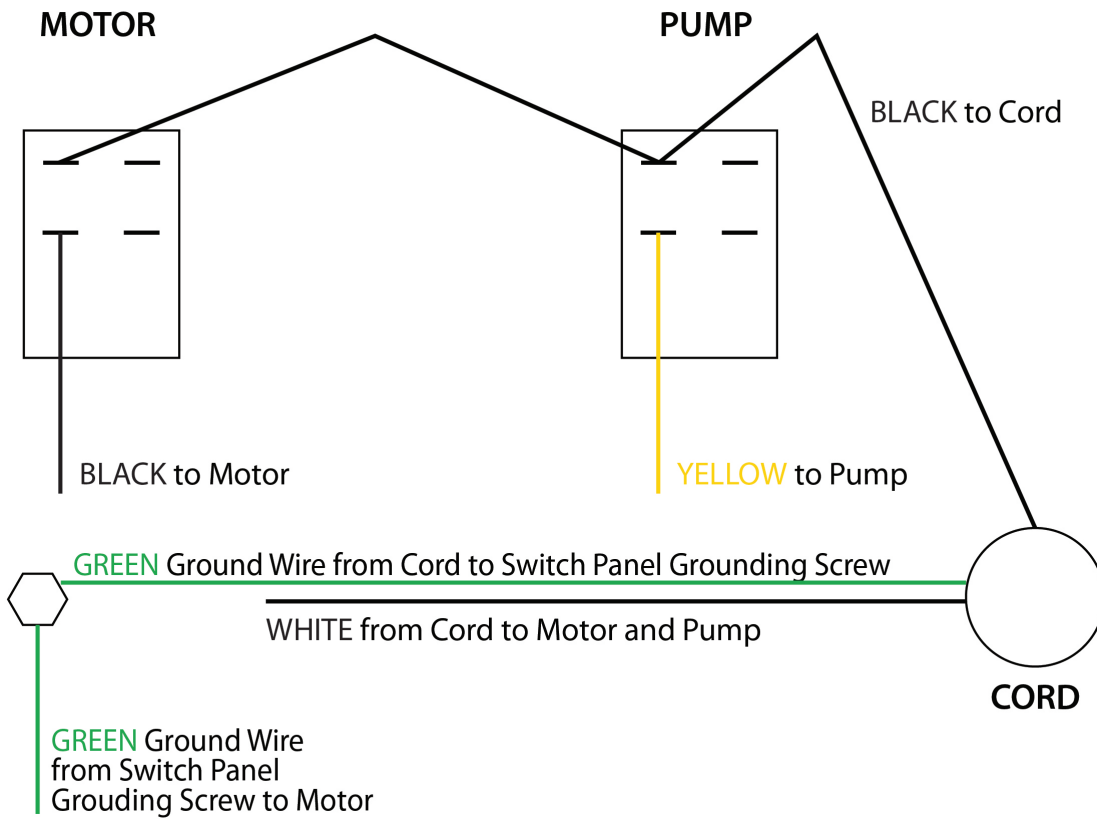 MOTOR
PUMP
BLACK to Cord
BLACK to Motor
YELLOW to Pump
GREEN Ground Wire from Cord to Switch Panel Grounding Screw
WHITE from Cord to Motor and Pump
CORD
GREEN Ground Wire
from Switch Panel
Grouding Screw to Motor